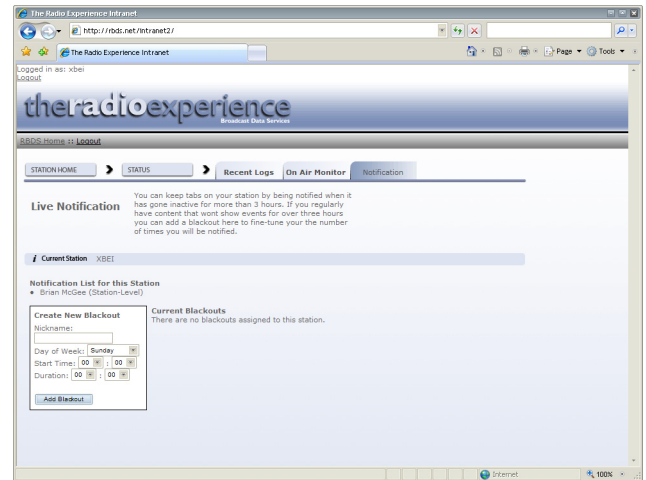 The Radio Experience Intranet
http://rbds.net/Intranet2/
The Radio Experience Intranet
Page
Tools
Logged in as: xbei
Logout
theradioexperience
Broadcast Data Services
RBDS Home :: Logout
STATION HOME
STATUS
Recent Logs
On Air Monitor
Notification
Live Notification
You can keep tabs on your station by being notified when it
has gone inactive for more than 3 hours. If you regularly
have content that wont show events for over three hours
you can add a blackout here to fine-tune your the number
of times you will be notified.
i Current Station XBEI
Notification List for this Station
• Brian McGee (Station-Level)
Create New Blackout
Nickname:
Day of Week: Sunday
Start Time: 00 : 00
Duration: 00 : 00
Add Blackout
Current Blackouts
There are no blackouts assigned to this station.
Internet
100%